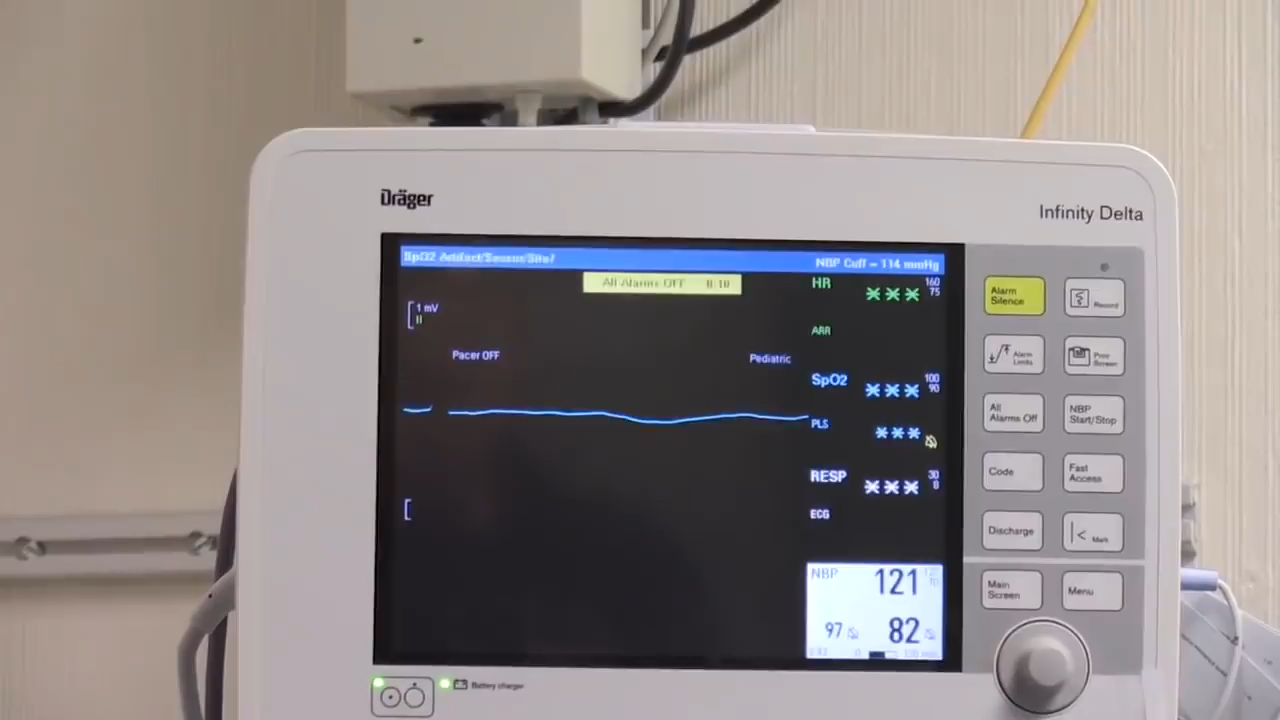 Dräger
Infinity Delta
SpO2 Artifact/Sensor/Site?
NBP Cuff - 114 mmHg
All Alarms OFF
HR
160
75
***
1 mV
II
ARR
Pacer OFF
Pediatric
SpO2
100
90
***
PLS
***
RESP
30
8
***
ECG
NBP
121
97
82
Alarm Silence
Record
Alarm Limits
Print Screen
All Alarms Off
NBP Start/Stop
Code
Fast Access
Discharge
Mark
Main Screen
Menu
Battery charger